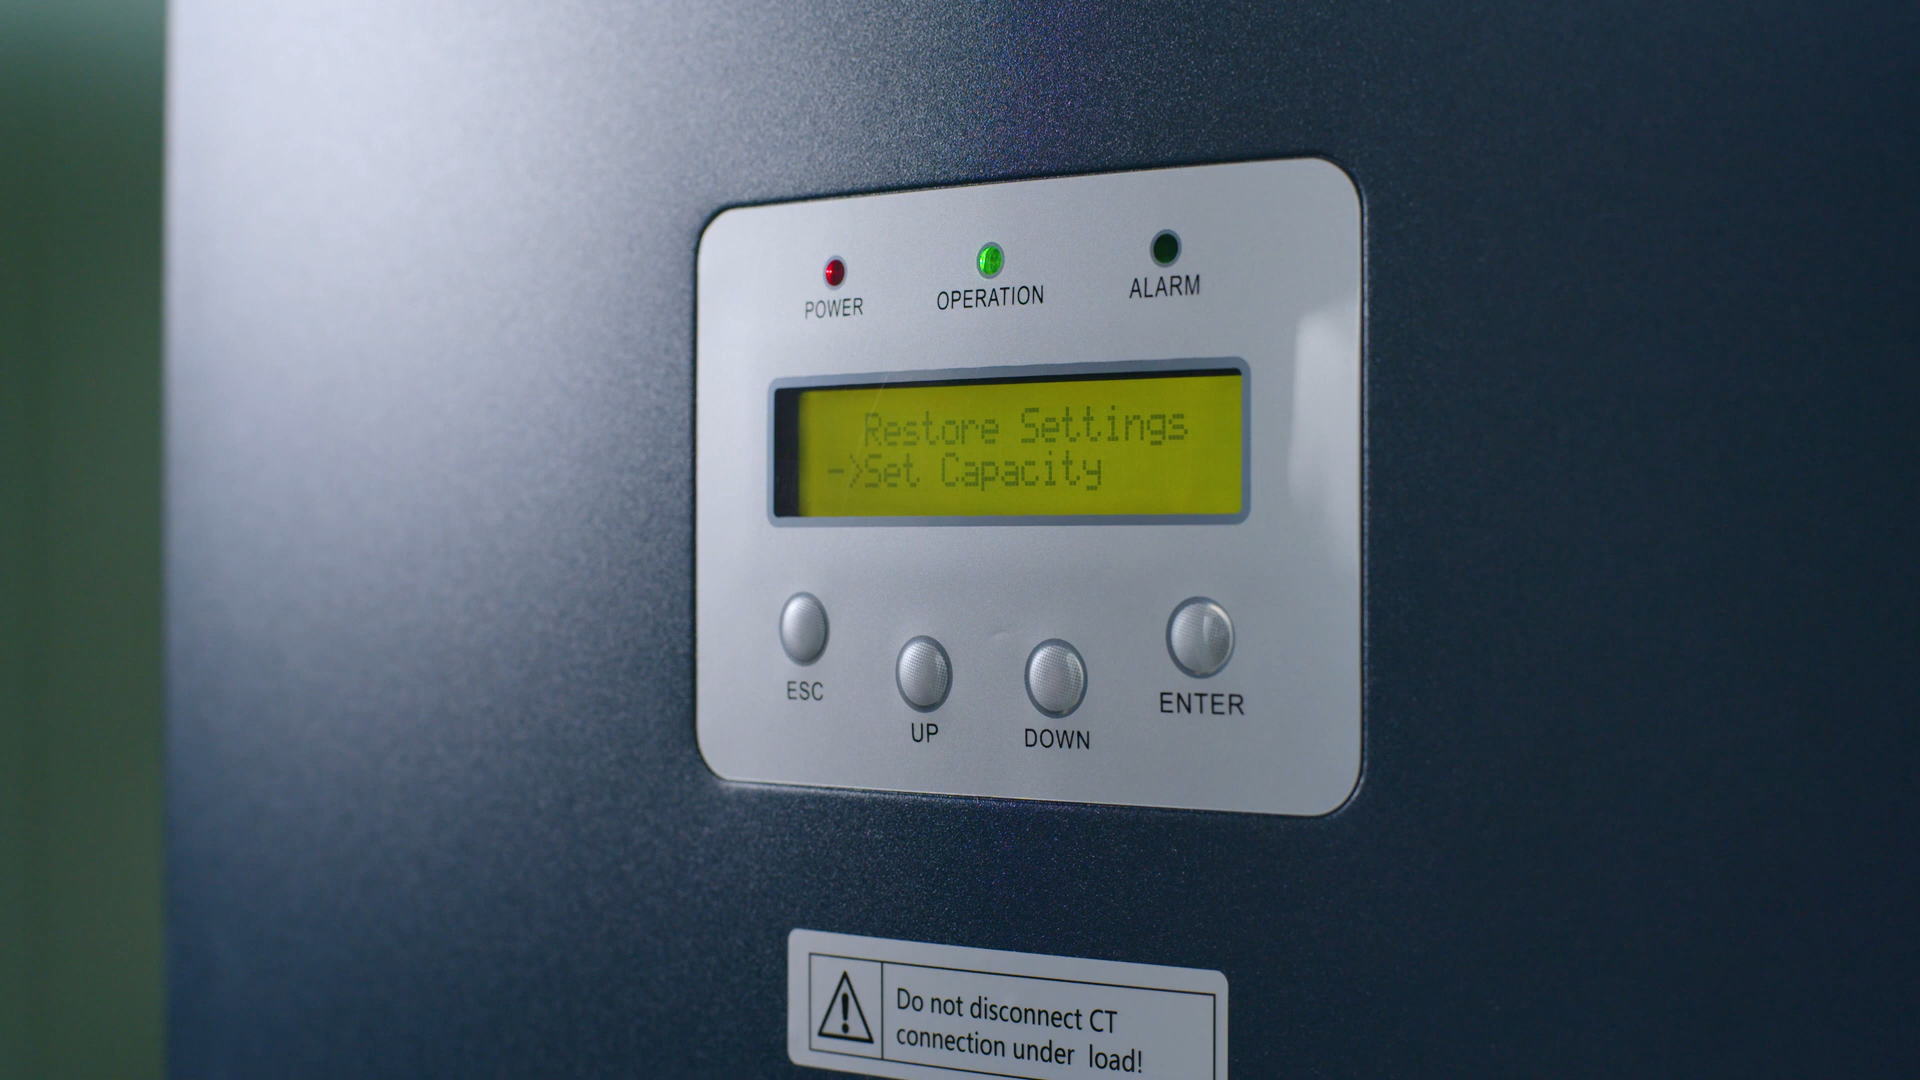 POWER OPERATION ALARM
Restore Settings
->Set Capacity
ESC UP DOWN ENTER
Do not disconnect CT
connection under load!